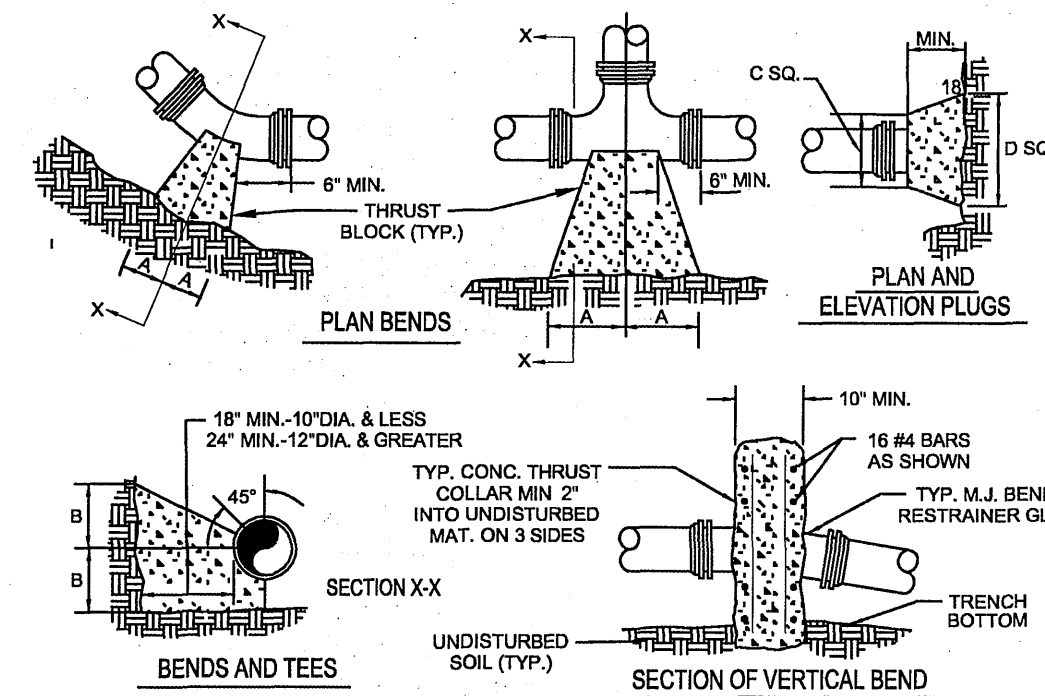 X
X
6" MIN.
THRUST
BLOCK (TYP.)
A
A
X
PLAN BENDS
X
6" MIN.
A
A
X
C SQ.
MIN.
18
D SQ
PLAN AND
ELEVATION PLUGS
18" MIN.-10"DIA. & LESS
24" MIN.-12"DIA. & GREATER
45°
B
B
SECTION X-X
BENDS AND TEES
10" MIN.
16 #4 BARS
AS SHOWN
TYP. CONC. THRUST
COLLAR MIN 2"
INTO UNDISTURBED
MAT. ON 3 SIDES
TYP. M.J. BEN
RESTRAINER GL
TRENCH
BOTTOM
UNDISTURBED
SOIL (TYP.)
SECTION OF VERTICAL BEND